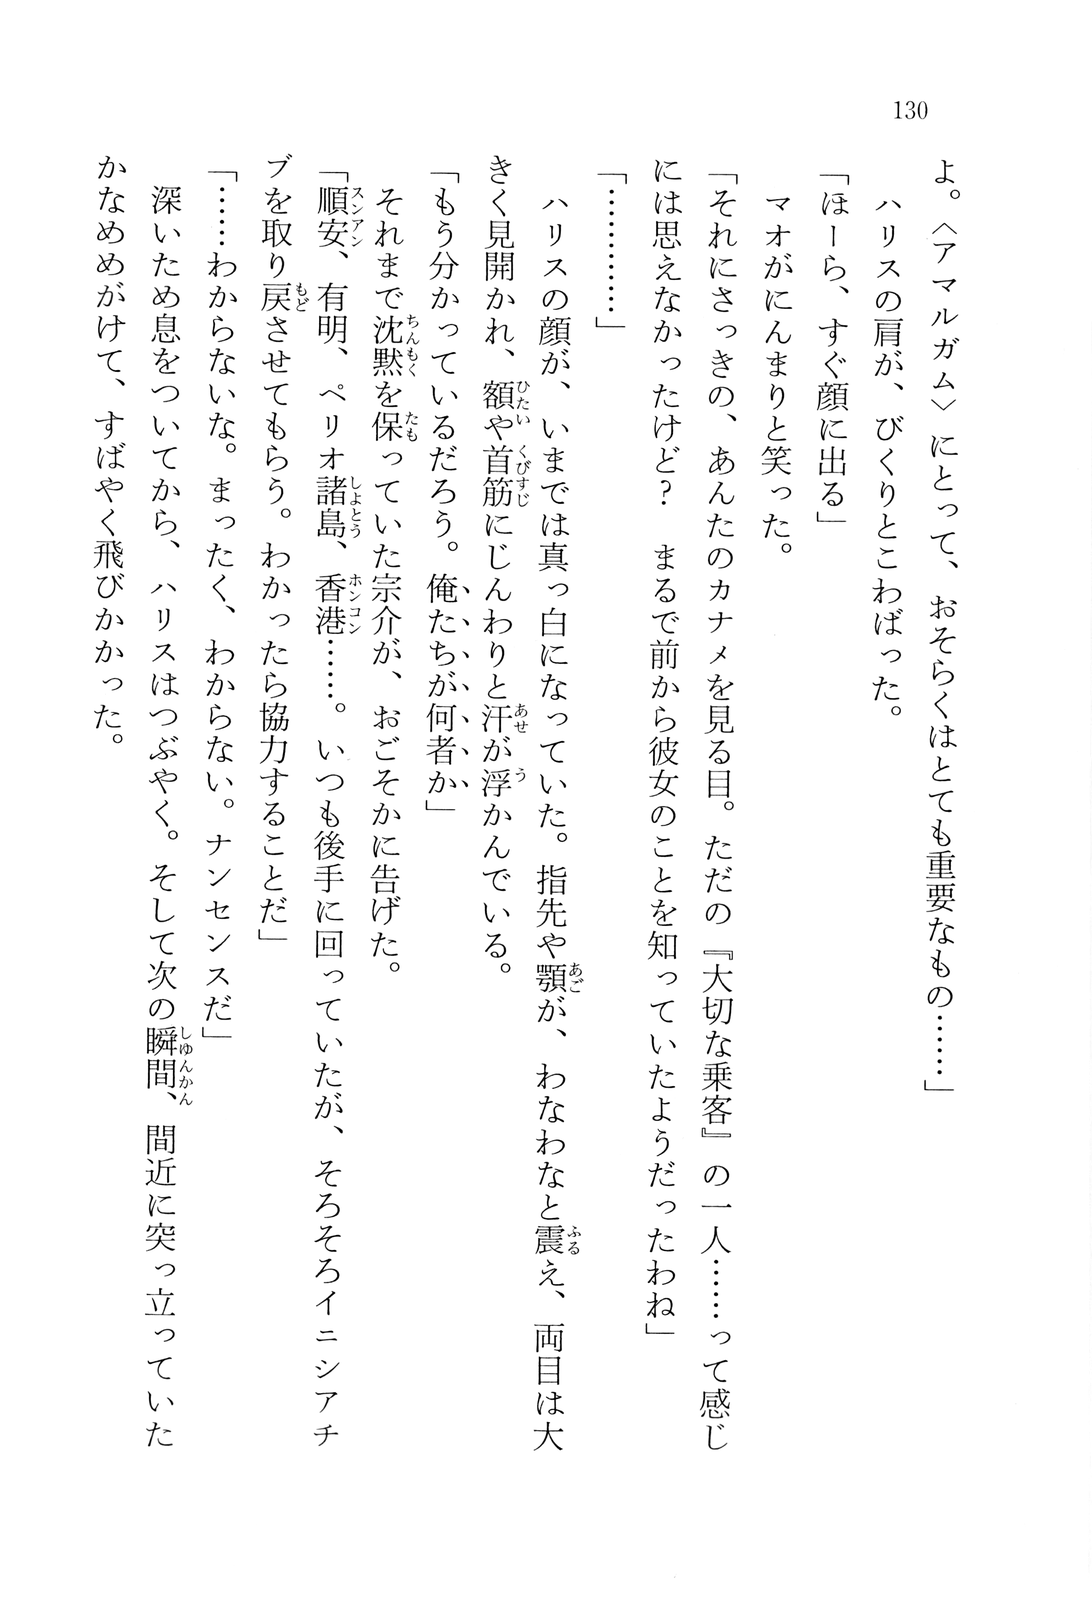 130
よ。〈アマルガム〉にとって、おそらくはとても重要なもの……」
　ハリスの肩が、びくりとこわばった。
「ほーら、すぐ顔に出る」
　マオがにんまりと笑った。
「それにさっきの、あんたのカナメを見る目。ただの『大切な乗客』の一人……って感じ
には思えなかったけど？　まるで前から彼女のことを知っていたようだったわね」
「…………」
　ハリスの顔が、いまでは真っ白になっていた。指先や顎が、わなわなと震え、両目は大
きく見開かれ、額や首筋にじんわりと汗が浮かんでいる。
「もう分かっているだろう。俺たちが何者か」
　それまで沈黙を保っていた宗介が、おごそかに告げた。
「順安、有明、ペリオ諸島、香港……。いつも後手に回っていたが、そろそろイニシアチ
ブを取り戻させてもらう。わかったら協力することだ」
「……わからないな。まったく、わからない。ナンセンスだ」
　深いため息をついてから、ハリスはつぶやく。そして次の瞬間、間近に突っ立っていた
かなめめがけて、すばやく飛びかかった。